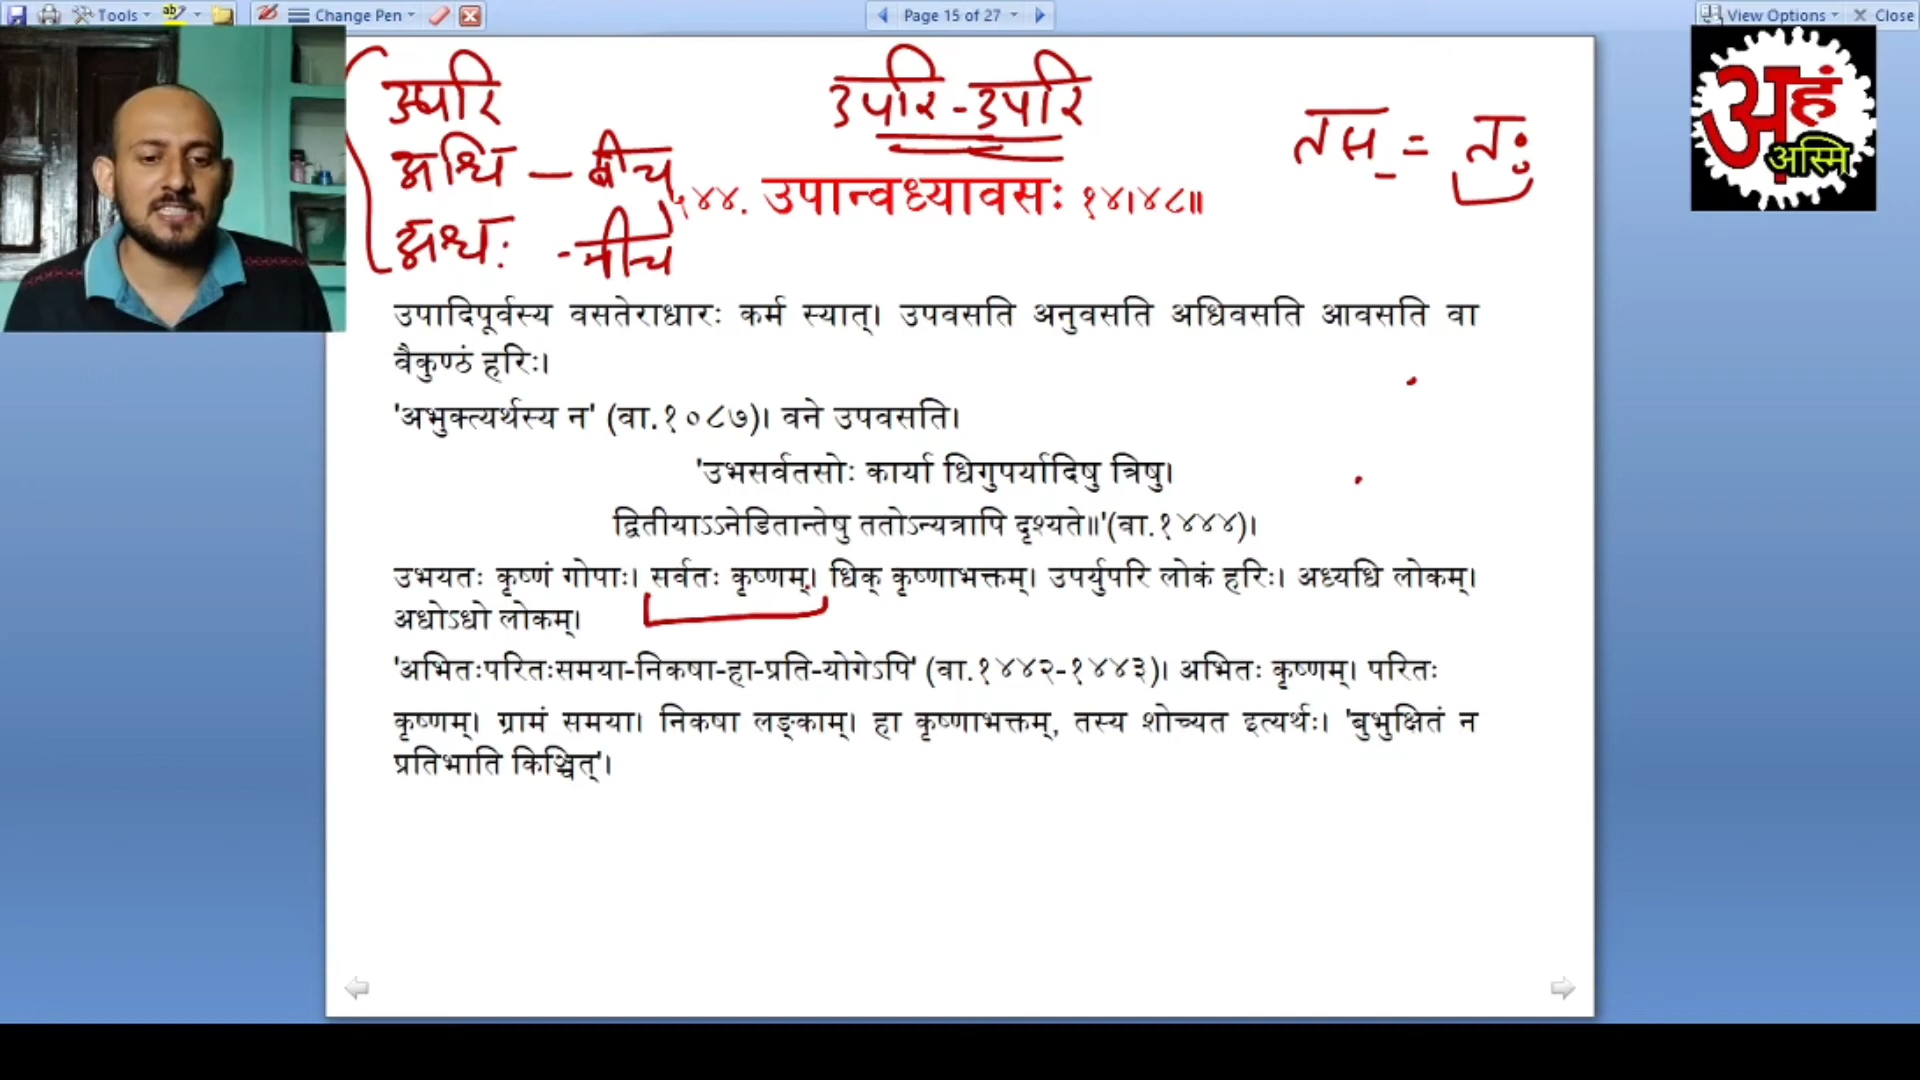 Tools
Change Pen
Page 15 of 27
View Options
Close
उपरि
अधि - बीच
अधः - नीचे
उपरि-उपरि
तस = तः
अहं
अस्मि
५४४. उपान्वध्यावसः १४।४८॥
उपादिपूर्वस्य वसतेराधारः कर्म स्यात्। उपवसति अनुवसति अधिवसति आवसति वा
वैकुण्ठं हरिः।
'अभुक्त्यर्थस्य न' (वा.१०८७)। वने उपवसति।
'उभसर्वतसोः कार्या धिगुपर्यादिषु त्रिषु।
द्वितीयाऽऽनेडितान्तेषु ततोऽन्यत्रापि दृश्यते॥'(वा.१४४४)।
उभयतः कृष्णं गोपाः। सर्वतः कृष्णम्। धिक् कृष्णाभक्तम्। उपर्युपरि लोकं हरिः। अध्यधि लोकम्।
अधोऽधो लोकम्।
'अभितःपरितःसमया-निकषा-हा-प्रति-योगेऽपि' (वा.१४४२-१४४३)। अभितः कृष्णम्। परितः
कृष्णम्। ग्रामं समया। निकषा लङ्काम्। हा कृष्णाभक्तम्, तस्य शोच्यत इत्यर्थः। 'बुभुक्षितं न
प्रतिभाति किञ्चित्'।